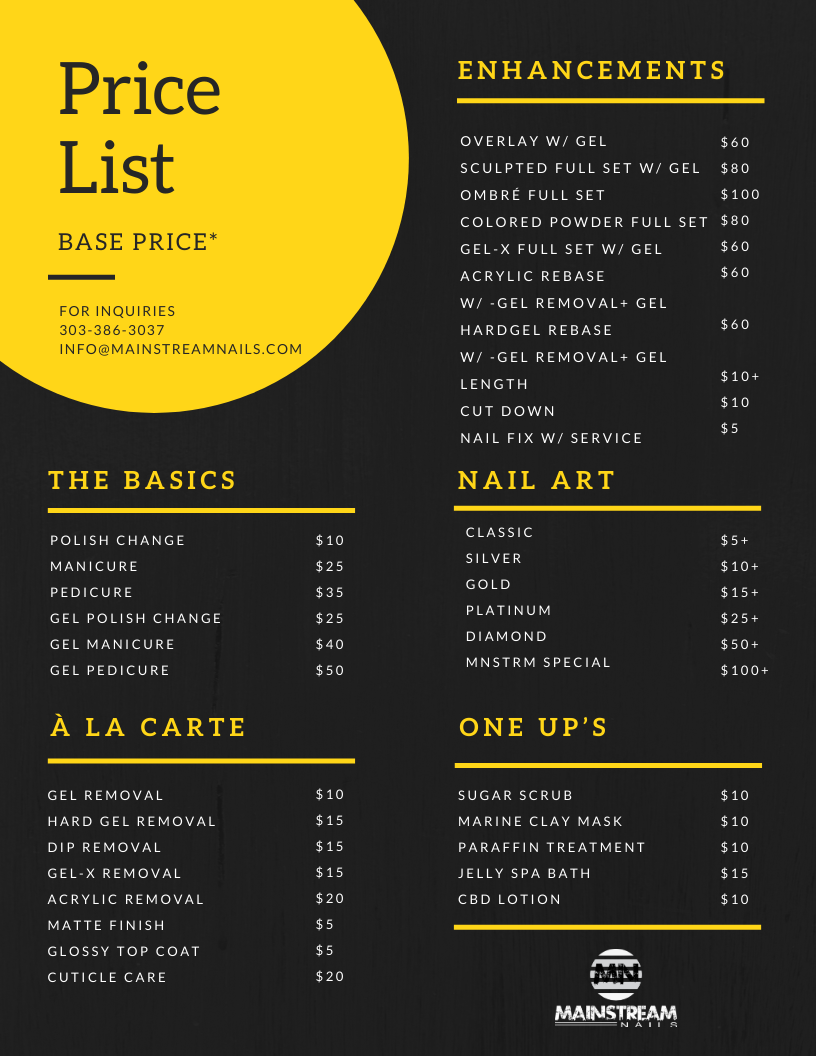 Price
List
BASE PRICE*
FOR INQUIRIES
303-386-3037
INFO@MAINSTREAMNAILS.COM
ENHANCEMENTS
OVERLAY W/ GEL $60
SCULPTED FULL SET W/ GEL $80
OMBRÉ FULL SET $100
COLORED POWDER FULL SET $80
GEL-X FULL SET W/ GEL $60
ACRYLIC REBASE $60
W/ -GEL REMOVAL+ GEL
HARDGEL REBASE $60
W/ -GEL REMOVAL+ GEL
LENGTH $10+
CUT DOWN $10
NAIL FIX W/ SERVICE $5
THE BASICS
POLISH CHANGE $10
MANICURE $25
PEDICURE $35
GEL POLISH CHANGE $25
GEL MANICURE $40
GEL PEDICURE $50
NAIL ART
CLASSIC $5+
SILVER $10+
GOLD $15+
PLATINUM $25+
DIAMOND $50+
MNSTRM SPECIAL $100+
À LA CARTE
GEL REMOVAL $10
HARD GEL REMOVAL $15
DIP REMOVAL $15
GEL-X REMOVAL $15
ACRYLIC REMOVAL $20
MATTE FINISH $5
GLOSSY TOP COAT $5
CUTICLE CARE $20
ONE UP'S
SUGAR SCRUB $10
MARINE CLAY MASK $10
PARAFFIN TREATMENT $10
JELLY SPA BATH $15
CBD LOTION $10
MN
MAINSTREAM
NAILS